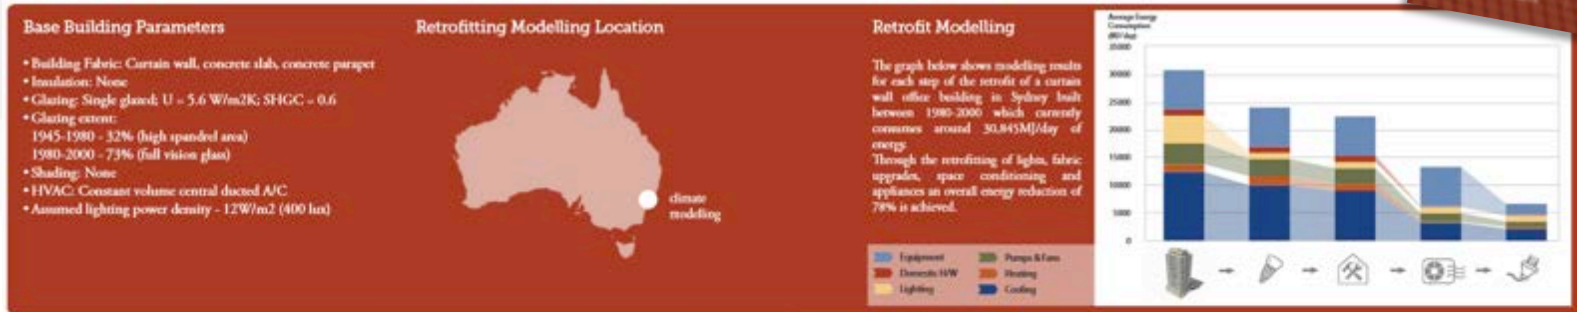 Base Building Parameters
• Building Fabric: Curtain wall, concrete slab, concrete parapet
• Insulation: None
• Glazing: Single glazed; U = 5.6 W/m2K; SHGC = 0.6
• Glazing extent:
1945-1980 - 32% (high spandrel area)
1980-2000 - 73% (full vision glass)
• Shading: None
• HVAC: Constant volume central ducted A/C
• Assumed lighting power density - 12W/m2 (400 lux)
Retrofitting Modelling Location
climate
modelling
Retrofit Modelling
The graph below shows modelling results
for each step of the retrofit of a curtain
wall office building in Sydney built
between 1980-2000 which currently
consumes around 30,845MJ/day of
energy.
Through the retrofitting of lights, fabric
upgrades, space conditioning and
appliances an overall energy reduction of
78% is achieved.
Equipment
Domestic H/W
Lighting
Pumps & Fans
Heating
Cooling
Average Energy
Consumption
(MJ/day)
35000
30000
25000
20000
15000
10000
5000
0